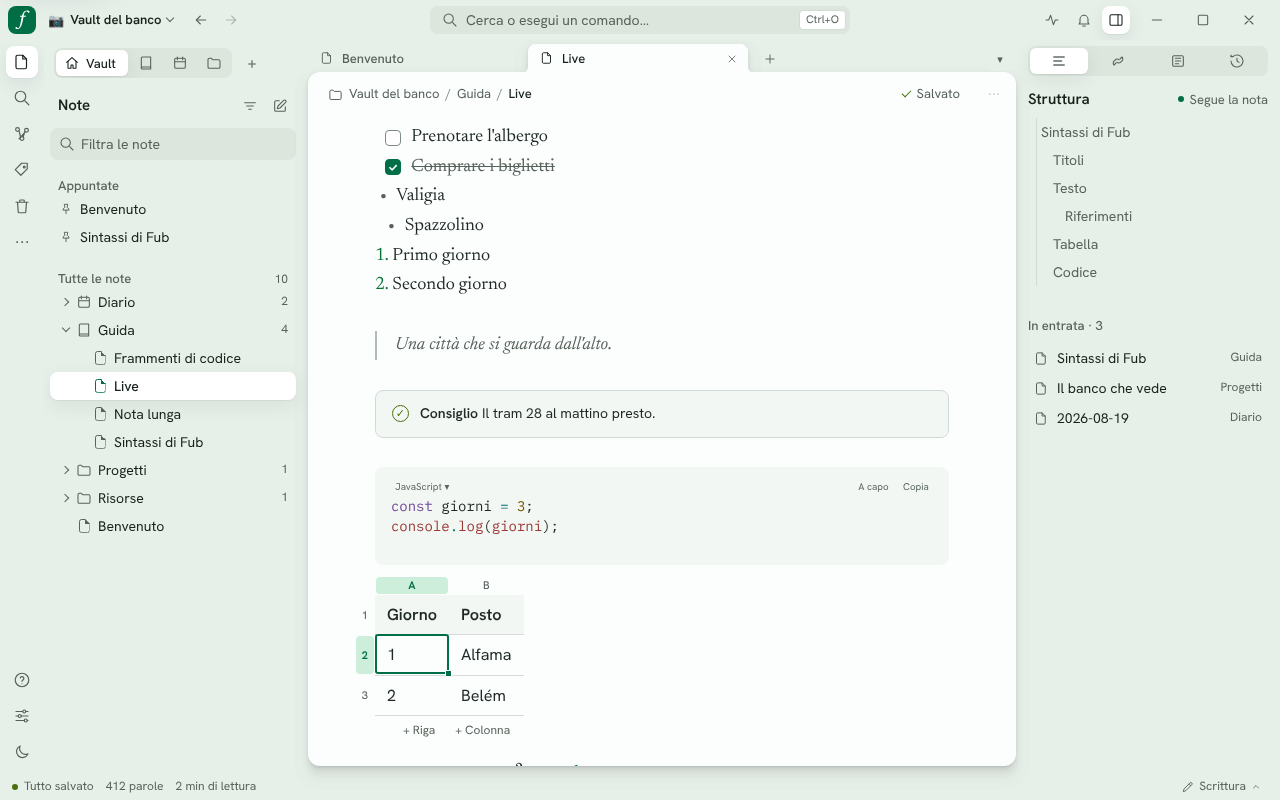 f
Vault del banco
Cerca o esegui un comando...
Ctrl+O
Vault
Note
Filtra le note
Appuntate
Benvenuto
Sintassi di Fub
Tutte le note 10
Diario 2
Guida 4
Frammenti di codice
Live
Nota lunga
Sintassi di Fub
Progetti 1
Risorse 1
Benvenuto
Benvenuto
Live
Vault del banco / Guida / Live
Salvato
Prenotare l'albergo
Comprare i biglietti
• Valigia
• Spazzolino
1. Primo giorno
2. Secondo giorno
Una città che si guarda dall'alto.
Consiglio Il tram 28 al mattino presto.
JavaScript ▾ A capo Copia
const giorni = 3;
console.log(giorni);
A B
1 Giorno Posto
2 1 Alfama
3 2 Belém
+ Riga + Colonna
Struttura
Segue la nota
Sintassi di Fub
Titoli
Testo
Riferimenti
Tabella
Codice
In entrata · 3
Sintassi di Fub Guida
Il banco che vede Progetti
2026-08-19 Diario
Tutto salvato 412 parole 2 min di lettura
Scrittura